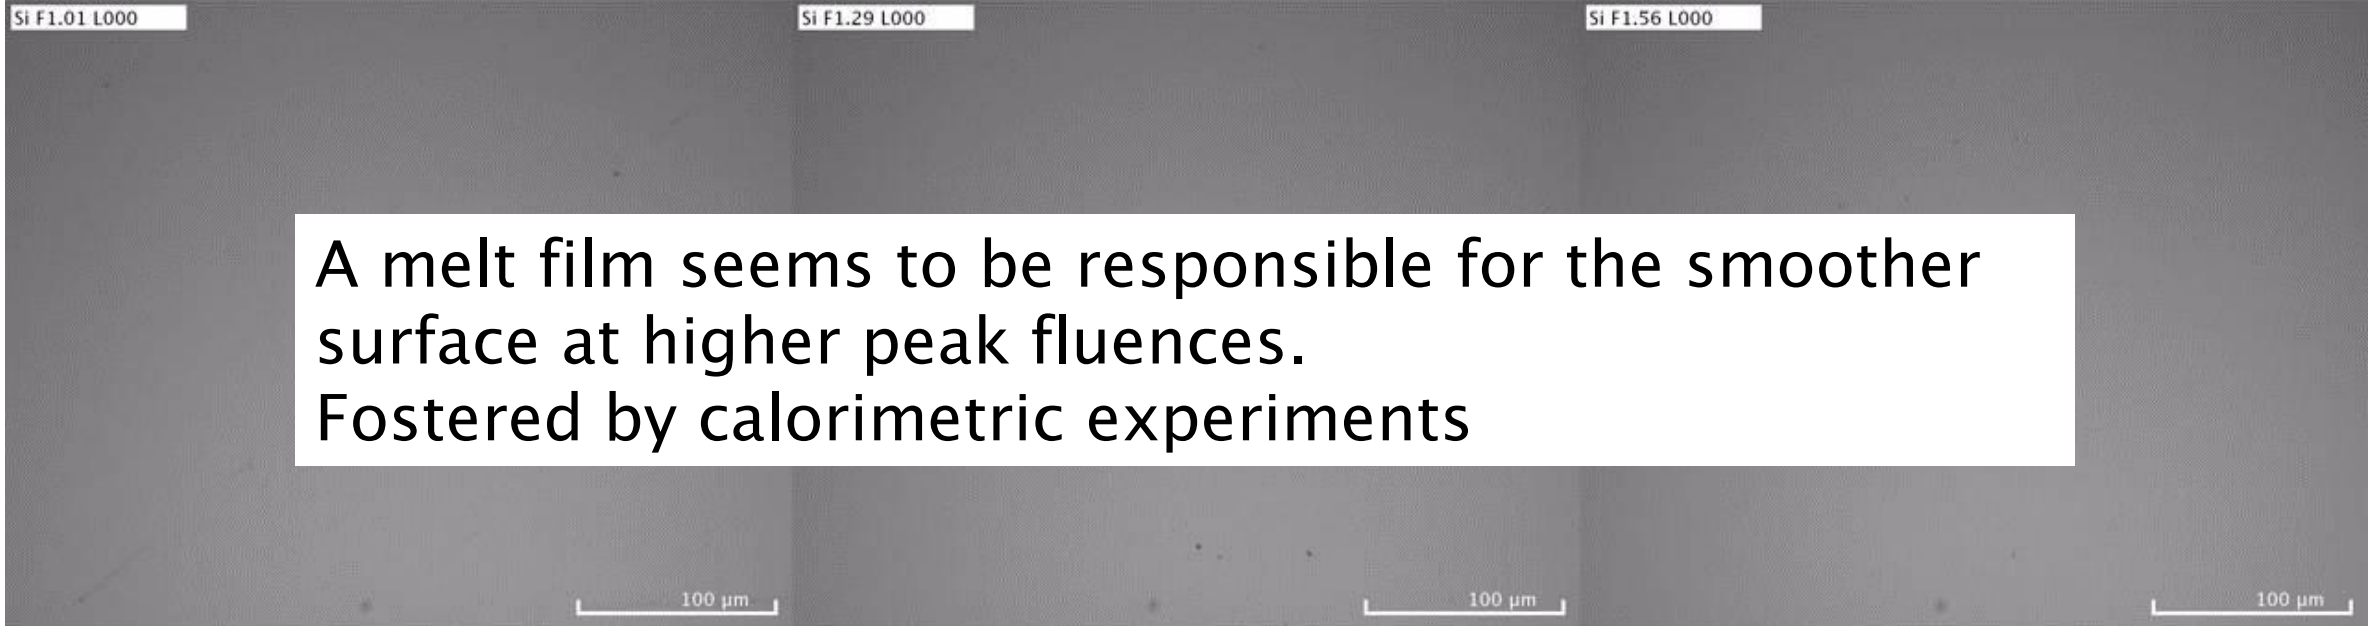 Si F1.01 L000
Si F1.29 L000
Si F1.56 L000
A melt film seems to be responsible for the smoother
surface at higher peak fluences.
Fostered by calorimetric experiments
100 µm
100 µm
100 µm